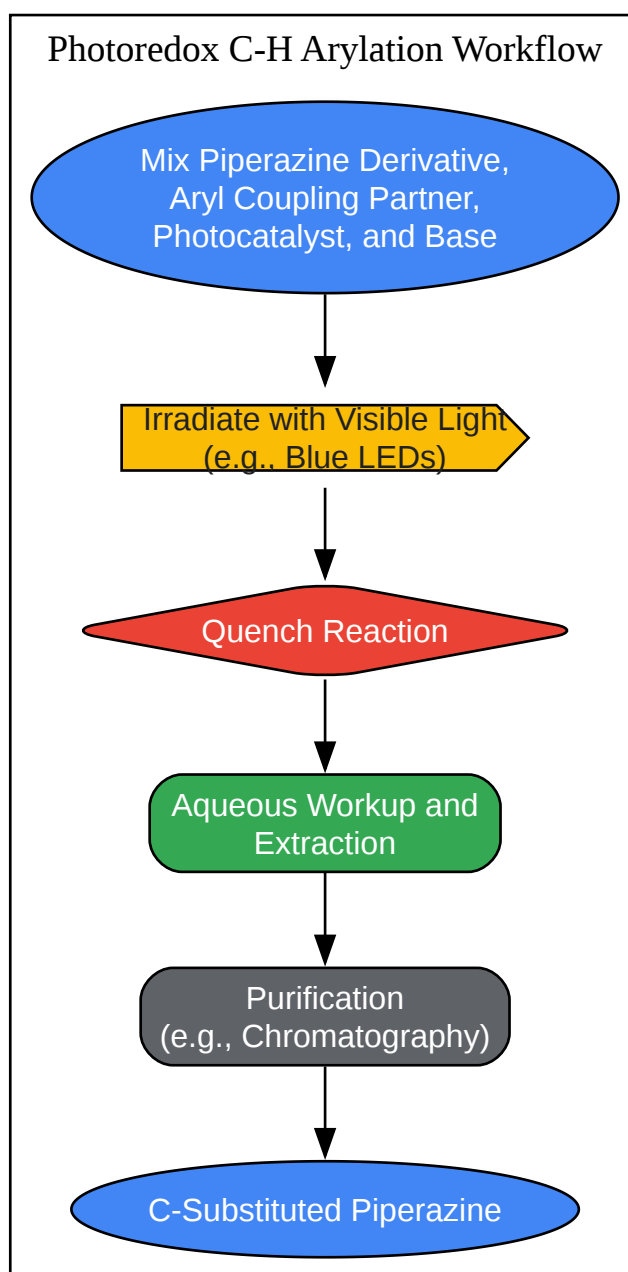 Photoredox C-H Arylation Workflow
Mix Piperazine Derivative,
Aryl Coupling Partner,
Photocatalyst, and Base
Irradiate with Visible Light
(e.g., Blue LEDs)
Quench Reaction
Aqueous Workup and
Extraction
Purification
(e.g., Chromatography)
C-Substituted Piperazine